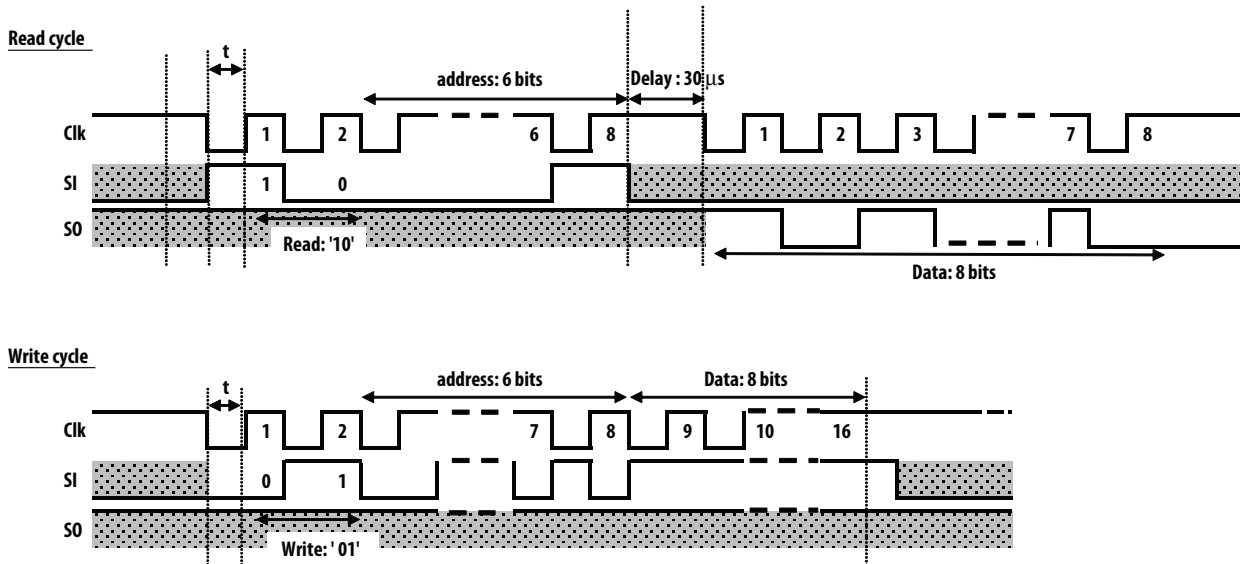 Read cycle
t
address: 6 bits
Delay : 30 μs
Clk 1 2 6 8 1 2 3 7 8
SI 1 0
SO
Read: '10'
Data: 8 bits
Write cycle
t
address: 6 bits
Data: 8 bits
Clk 1 2 7 8 9 10 16
SI 0 1
SO
Write: ' 01'